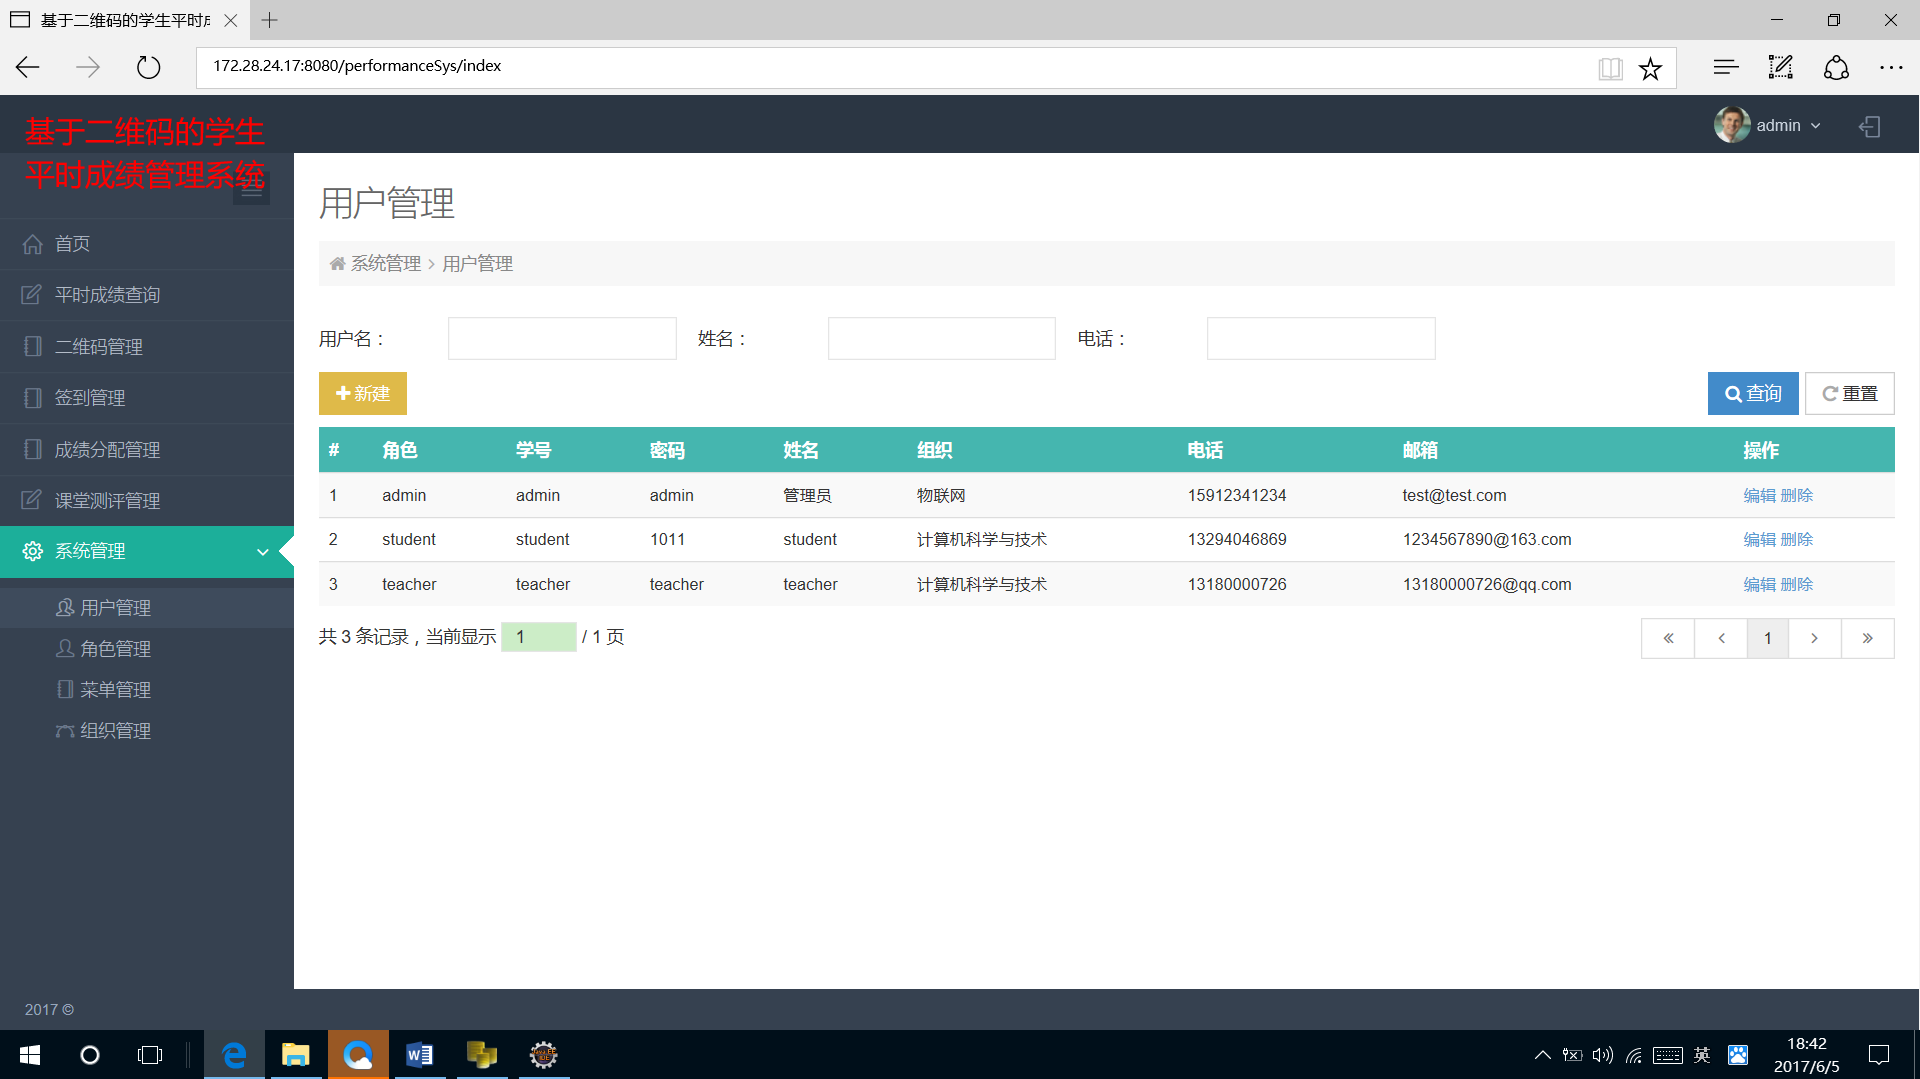 基于二维码的学生平时成
172.28.24.17:8080/performanceSys/index
基于二维码的学生
平时成绩管理系统
admin
首页
平时成绩查询
二维码管理
签到管理
成绩分配管理
课堂测评管理
系统管理
用户管理
角色管理
菜单管理
组织管理
2017 ©
用户管理
系统管理 > 用户管理
用户名： 姓名： 电话：
新建 查询 重置
# 角色 学号 密码 姓名 组织 电话 邮箱 操作
1 admin admin admin 管理员 物联网 15912341234 test@test.com 编辑 删除
2 student student 1011 student 计算机科学与技术 13294046869 1234567890@163.com 编辑 删除
3 teacher teacher teacher teacher 计算机科学与技术 13180000726 13180000726@qq.com 编辑 删除
共 3 条记录，当前显示 1 / 1 页
« ‹ 1 › »
英
18:42
2017/6/5